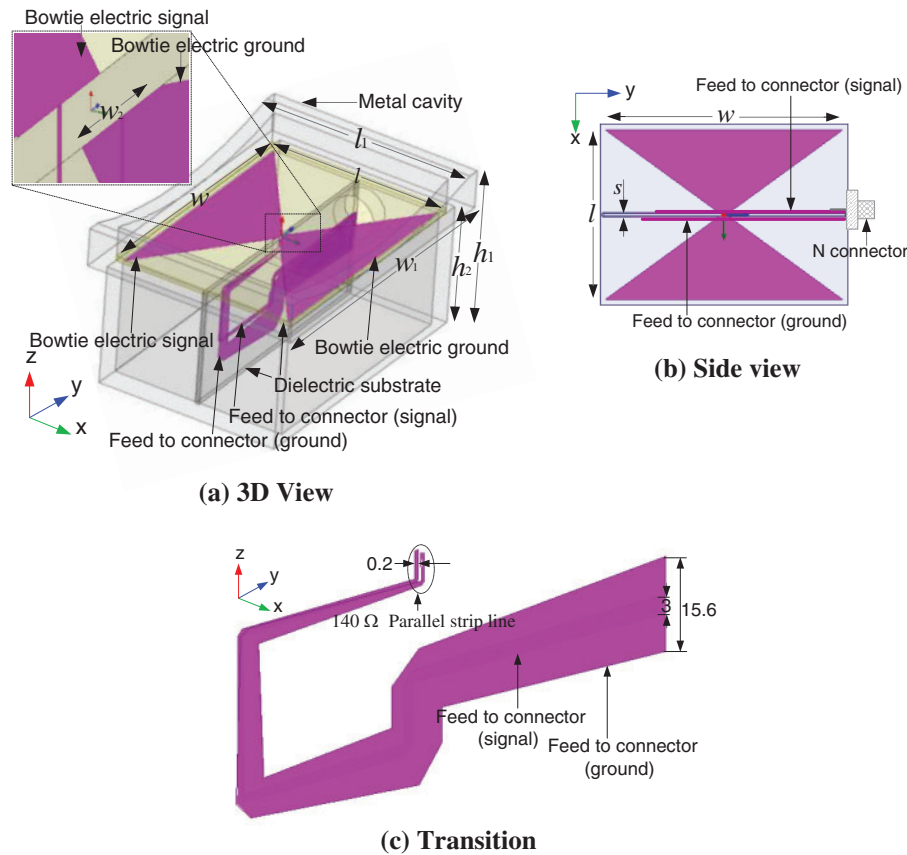 Bowtie electric signal
Bowtie electric ground
w₂
Metal cavity
l₁
l
w
w₁
h₂
h₁
Bowtie electric signal
Bowtie electric ground
Dielectric substrate
Feed to connector (signal)
Feed to connector (ground)
z
y
x
(a) 3D View
y
x
Feed to connector (signal)
w
s
l
N connector
Feed to connector (ground)
(b) Side view
z
y
x
0.2
140 Ω Parallel strip line
3
15.6
Feed to connector
(signal)
Feed to connector
(ground)
(c) Transition